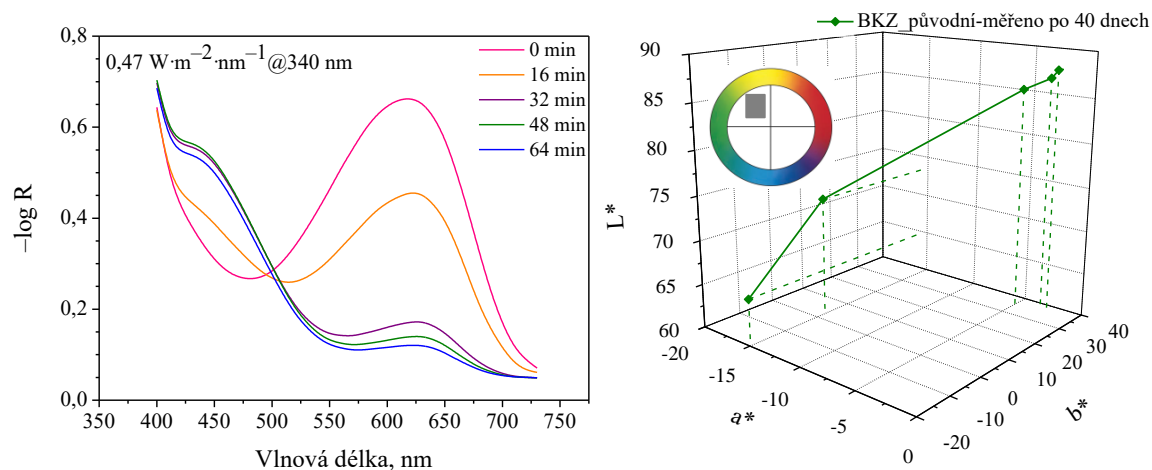 0,47 W·m⁻²·nm⁻¹@340 nm
0 min
16 min
32 min
48 min
64 min
0,8
0,6
0,4
0,2
0,0
–log R
350 400 450 500 550 600 650 700 750
Vlnová délka, nm
BKZ_původní-měřeno po 40 dnech
90
85
80
75
70
65
60
L*
-20
-15
-10
-5
0
a*
-20
-10
0
10
20
30
40
b*